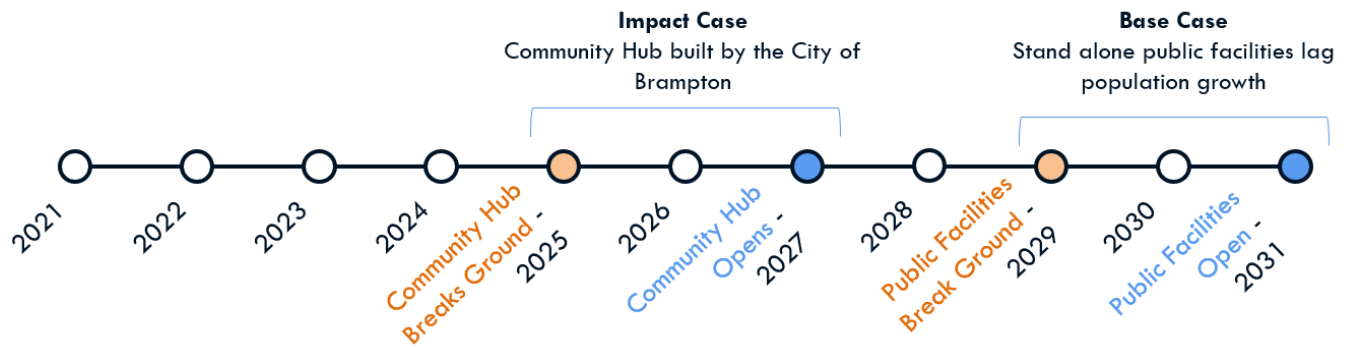 Impact Case
Community Hub built by the City of
Brampton
Base Case
Stand alone public facilities lag
population growth
2021
2022
2023
2024
Community Hub
Breaks Ground -
2025
2026
Community Hub
Opens -
2027
2028
Public Facilities
Break Ground -
2029
2030
Public Facilities
Open -
2031